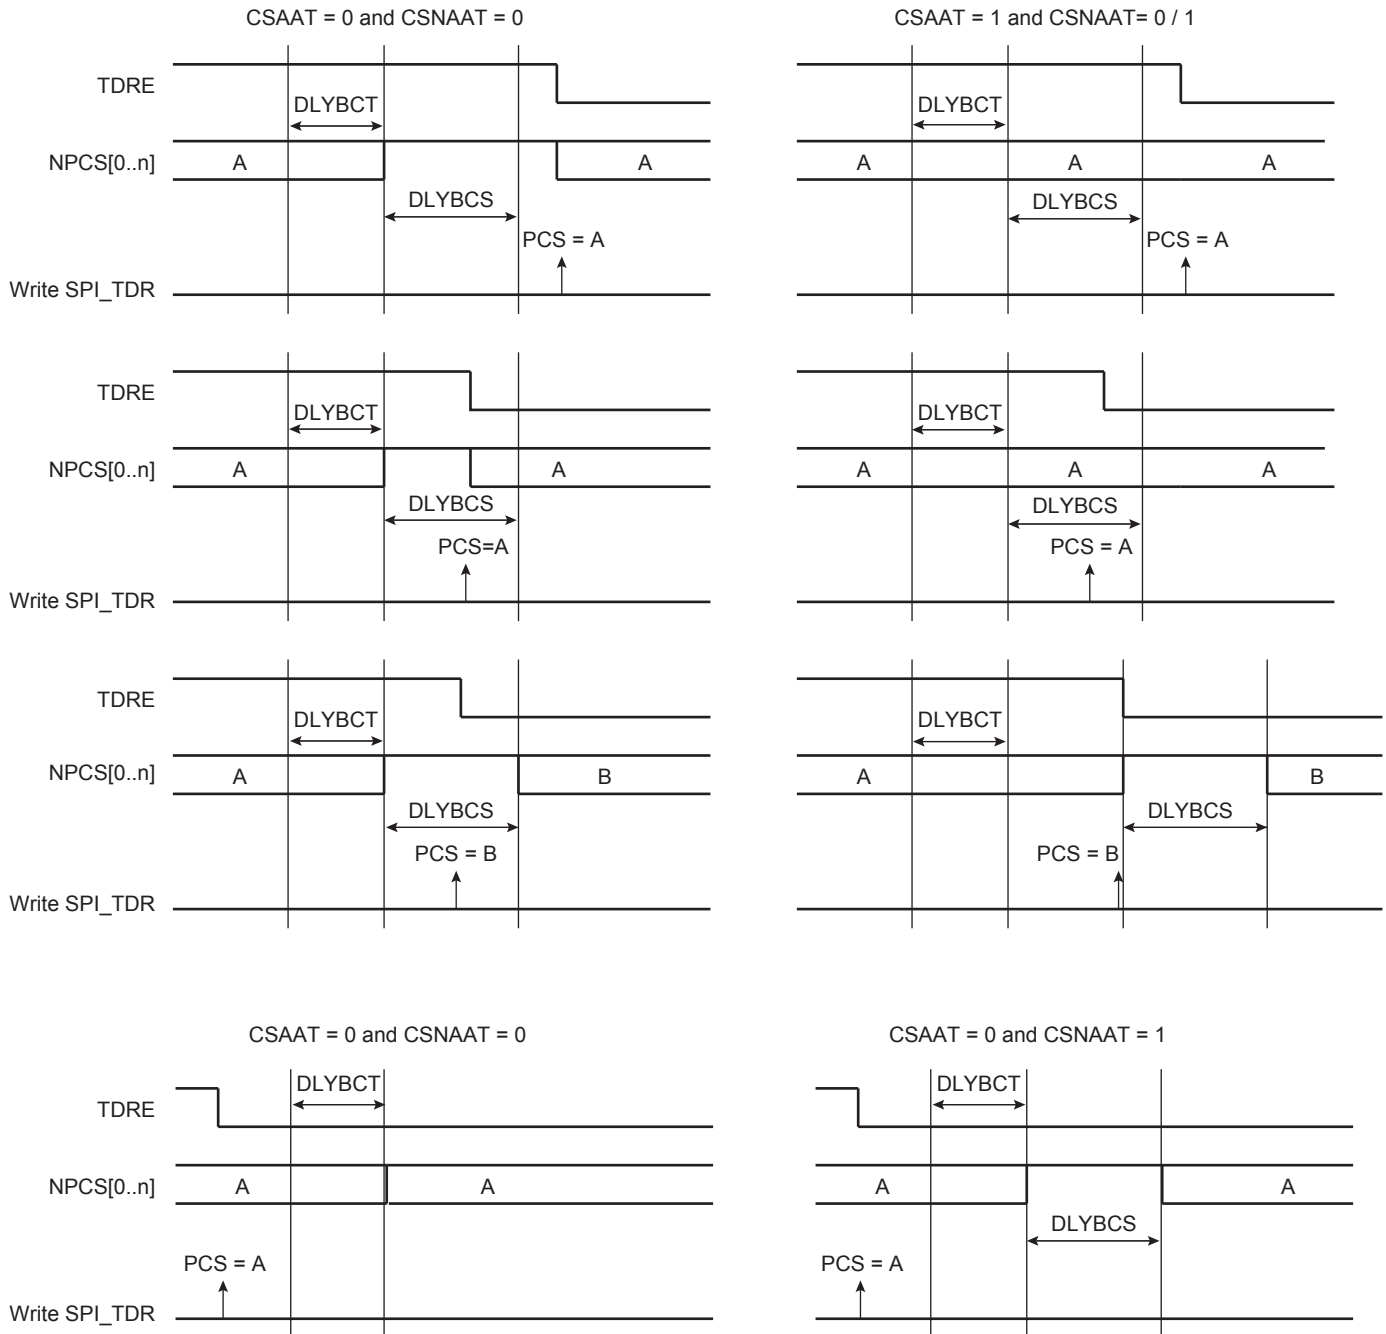 CSAAT = 0 and CSNAAT = 0
CSAAT = 1 and CSNAAT= 0 / 1
TDRE
DLYBCT
DLYBCT
NPCS[0..n]
A
A
A
A
A
DLYBCS
DLYBCS
PCS = A
PCS = A
Write SPI_TDR
TDRE
DLYBCT
DLYBCT
NPCS[0..n]
A
A
A
A
A
DLYBCS
DLYBCS
PCS=A
PCS = A
Write SPI_TDR
TDRE
DLYBCT
DLYBCT
NPCS[0..n]
A
B
A
B
DLYBCS
DLYBCS
PCS = B
PCS = B
Write SPI_TDR
CSAAT = 0 and CSNAAT = 0
CSAAT = 0 and CSNAAT = 1
DLYBCT
DLYBCT
TDRE
NPCS[0..n]
A
A
A
A
DLYBCS
PCS = A
PCS = A
Write SPI_TDR